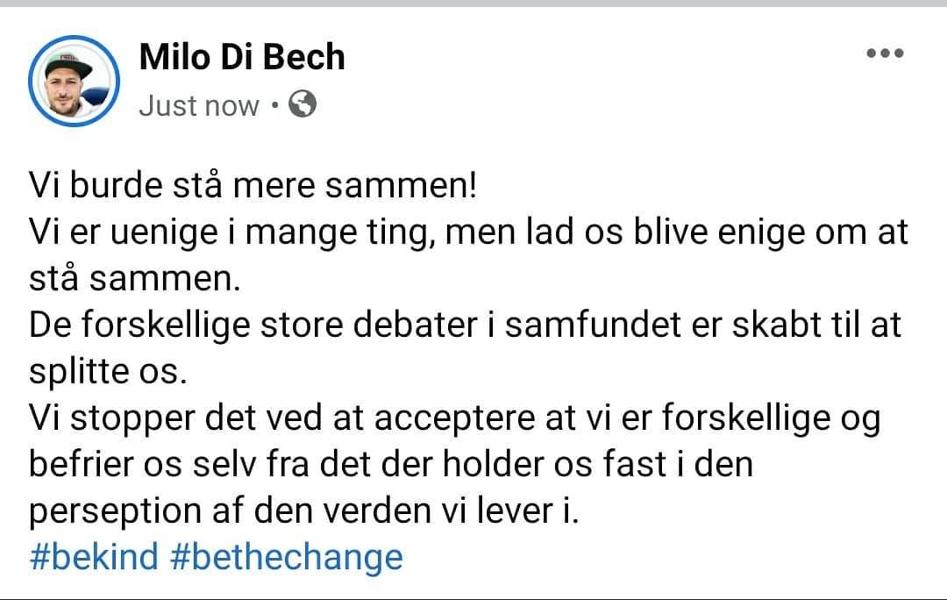 Milo Di Bech
Just now •
Vi burde stå mere sammen!
Vi er uenige i mange ting, men lad os blive enige om at
stå sammen.
De forskellige store debater i samfundet er skabt til at
splitte os.
Vi stopper det ved at acceptere at vi er forskellige og
befrier os selv fra det der holder os fast i den
perseption af den verden vi lever i.
#bekind #bethechange